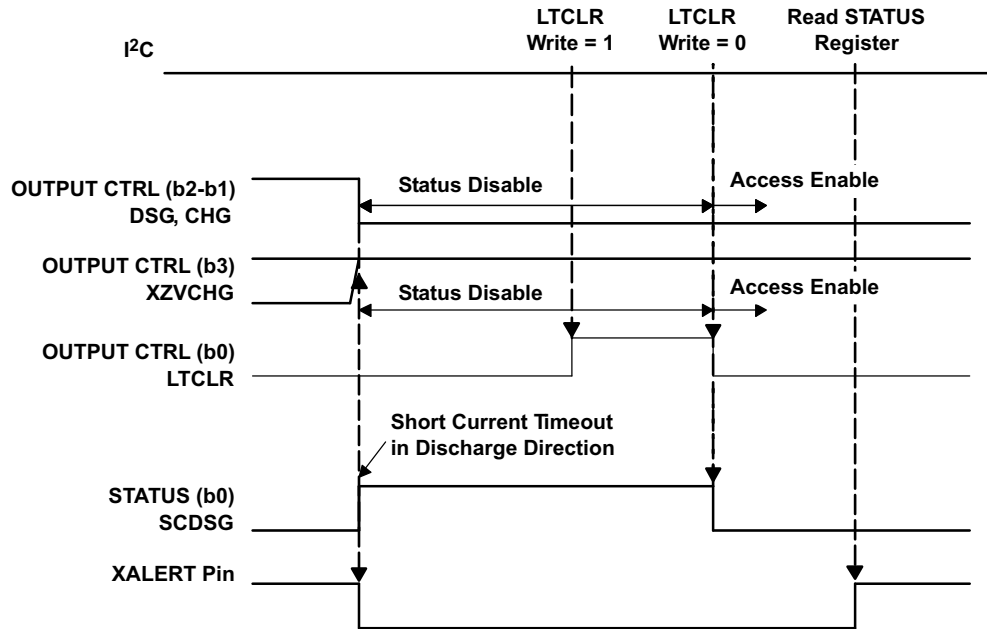 LTCLR
Write = 1
LTCLR
Write = 0
Read STATUS
Register
I²C
OUTPUT CTRL (b2-b1)
DSG, CHG
Status Disable
Access Enable
OUTPUT CTRL (b3)
XZVCHG
Status Disable
Access Enable
OUTPUT CTRL (b0)
LTCLR
Short Current Timeout
in Discharge Direction
STATUS (b0)
SCDSG
XALERT Pin